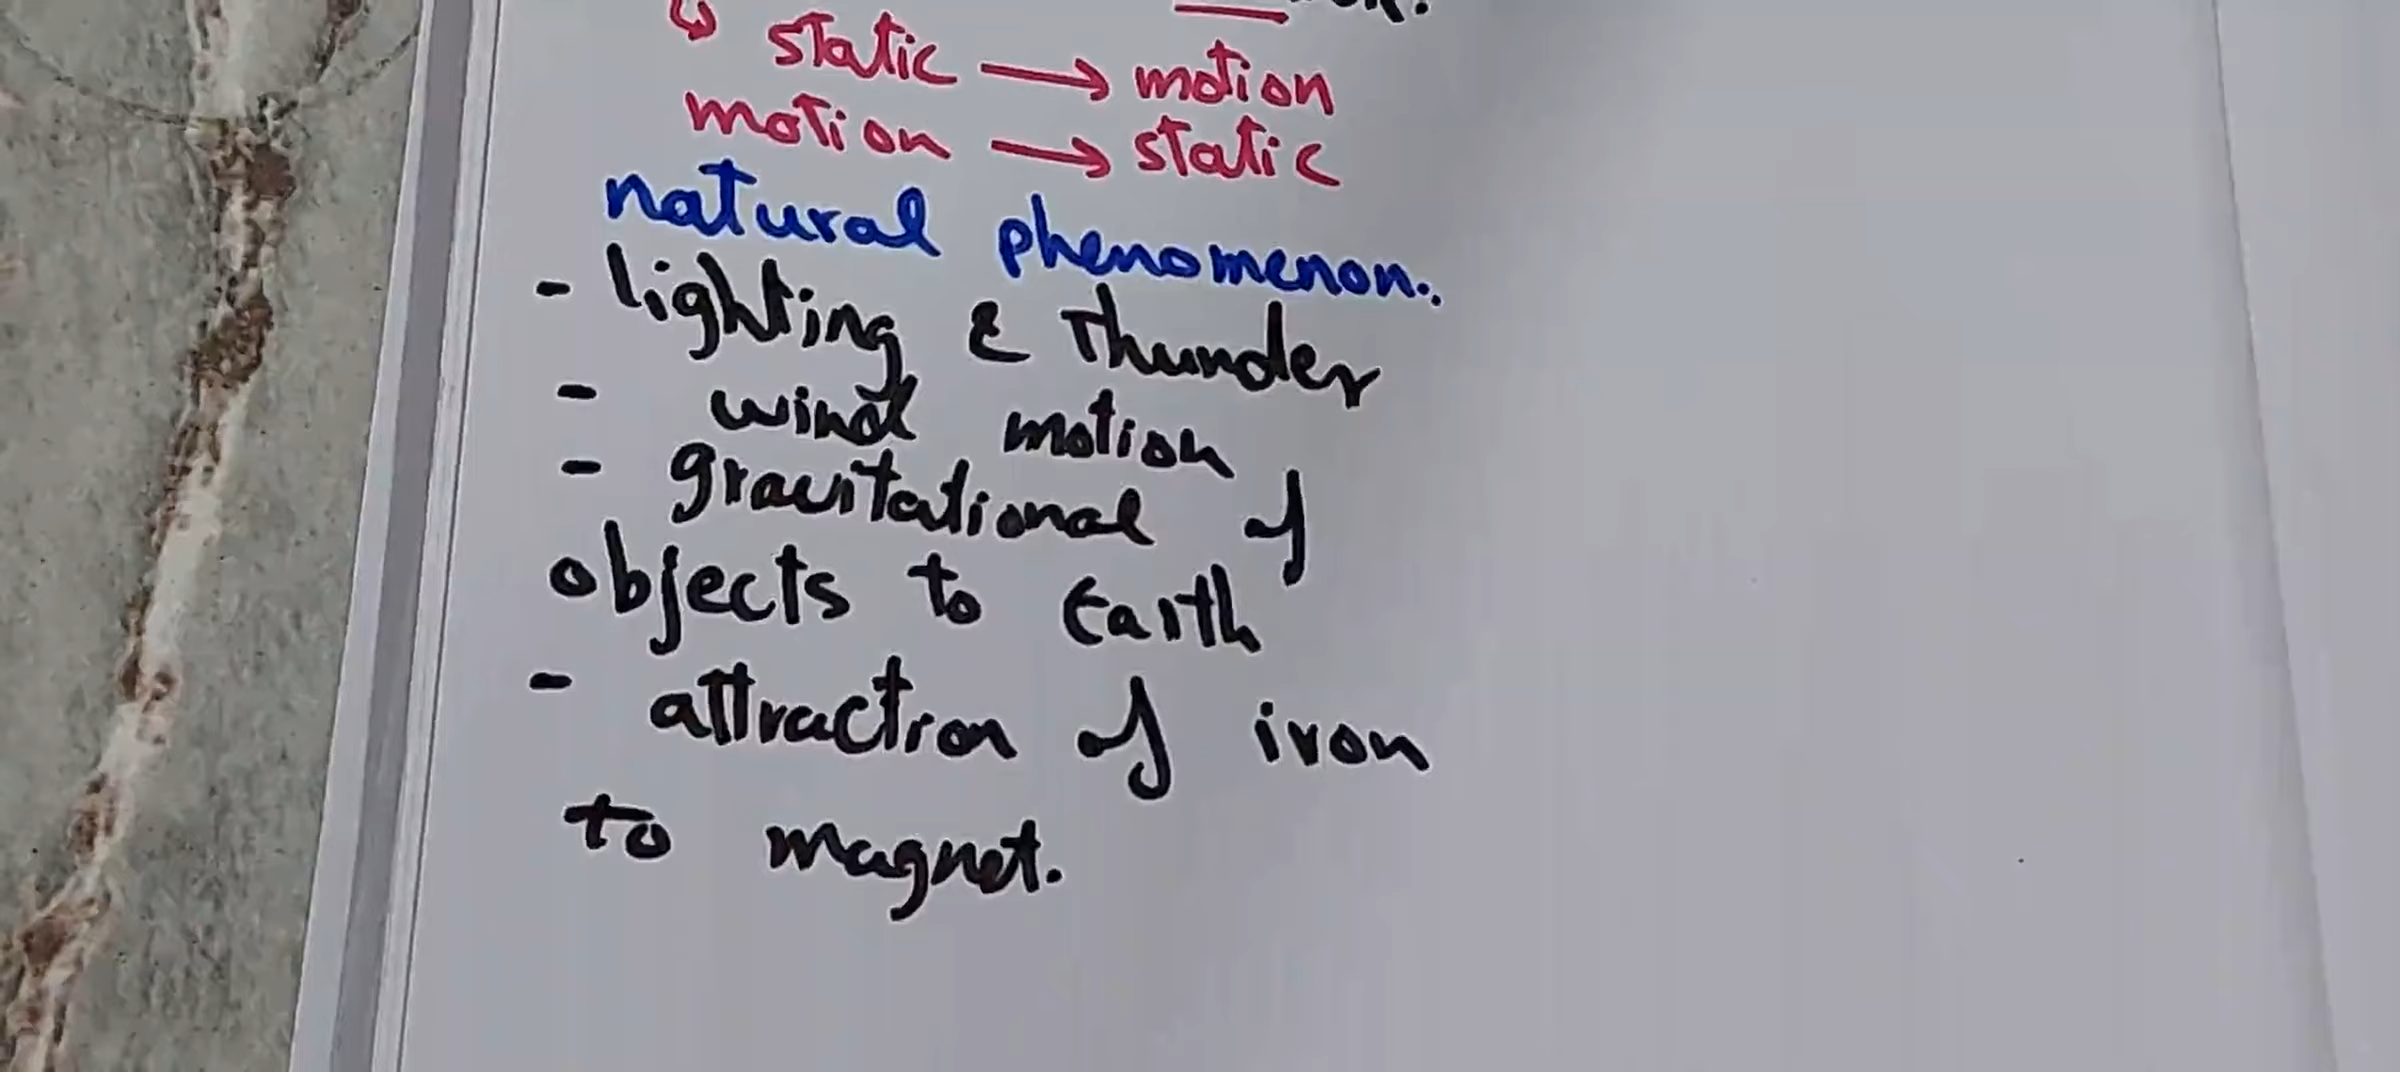 static → motion
motion → static
natural phenomenon:
- lighting & thunder
- wind motion
- gravitational of
objects to Earth
- attraction of iron
to magnet.